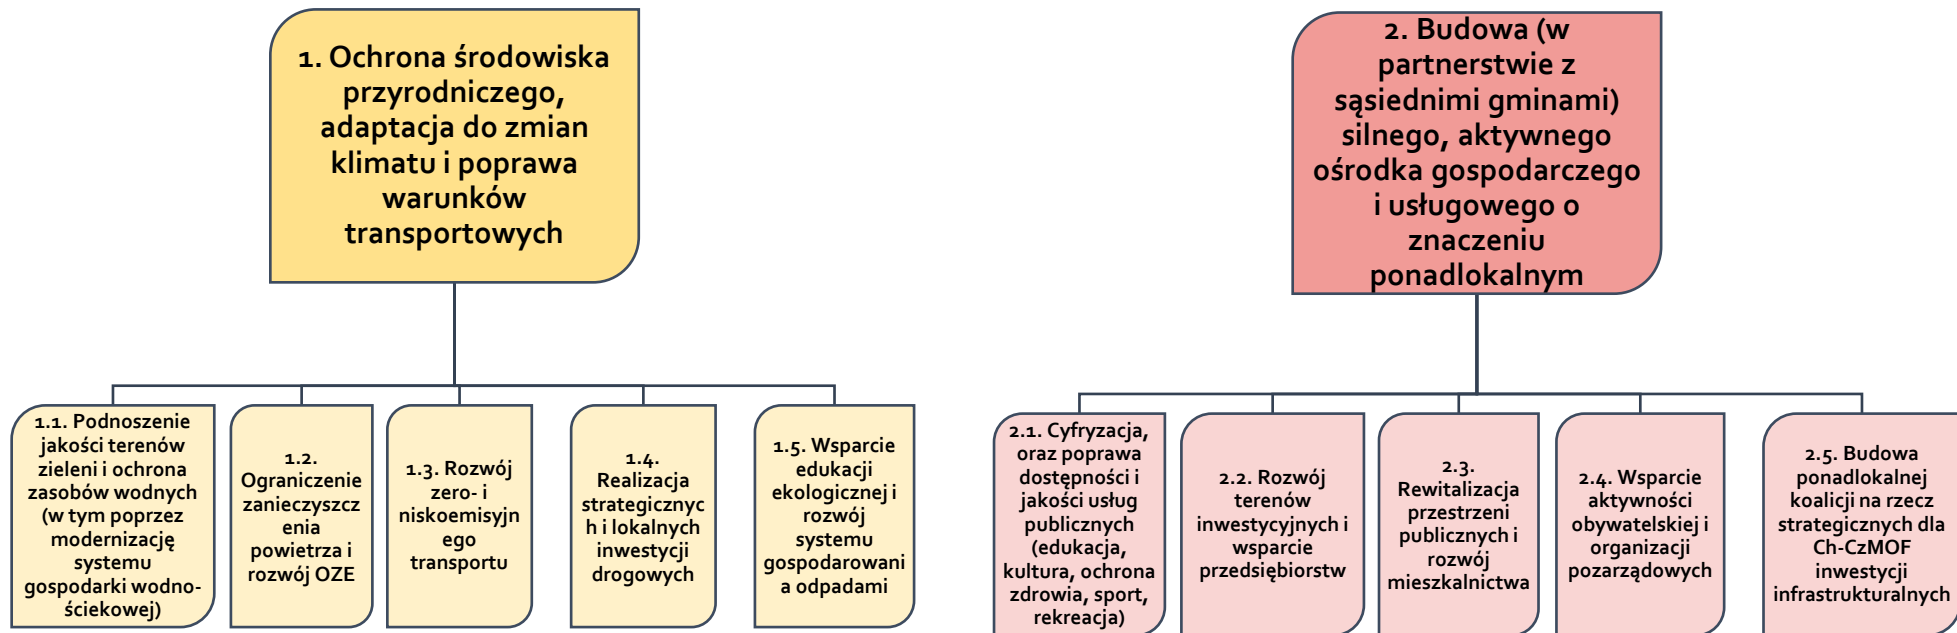 1. Ochrona środowiska
przyrodniczego,
adaptacja do zmian
klimatu i poprawa
warunków
transportowych
2. Budowa (w
partnerstwie z
sąsiednimi gminami)
silnego, aktywnego
ośrodka gospodarczego
i usługowego o
znaczeniu
ponadlokalnym
1.1. Podnoszenie
jakości terenów
zieleni i ochrona
zasobów wodnych
(w tym poprzez
modernizację
systemu
gospodarki wodno-
ściekowej)
1.2.
Ograniczenie
zanieczyszcz
enia
powietrza i
rozwój OZE
1.3. Rozwój
zero- i
niskoemisyjn
ego
transportu
1.4.
Realizacja
strategicznyc
h i lokalnych
inwestycji
drogowych
1.5. Wsparcie
edukacji
ekologicznej i
rozwój
systemu
gospodarowani
a odpadami
2.1. Cyfryzacja,
oraz poprawa
dostępności i
jakości usług
publicznych
(edukacja,
kultura, ochrona
zdrowia, sport,
rekreacja)
2.2. Rozwój
terenów
inwestycyjnych i
wsparcie
przedsiębiorstw
2.3.
Rewitalizacja
przestrzeni
publicznych i
rozwój
mieszkalnictwa
2.4. Wsparcie
aktywności
obywatelskiej i
organizacji
pozarządowych
2.5. Budowa
ponadlokalnej
koalicji na rzecz
strategicznych dla
Ch-CzMOF
inwestycji
infrastrukturalnych